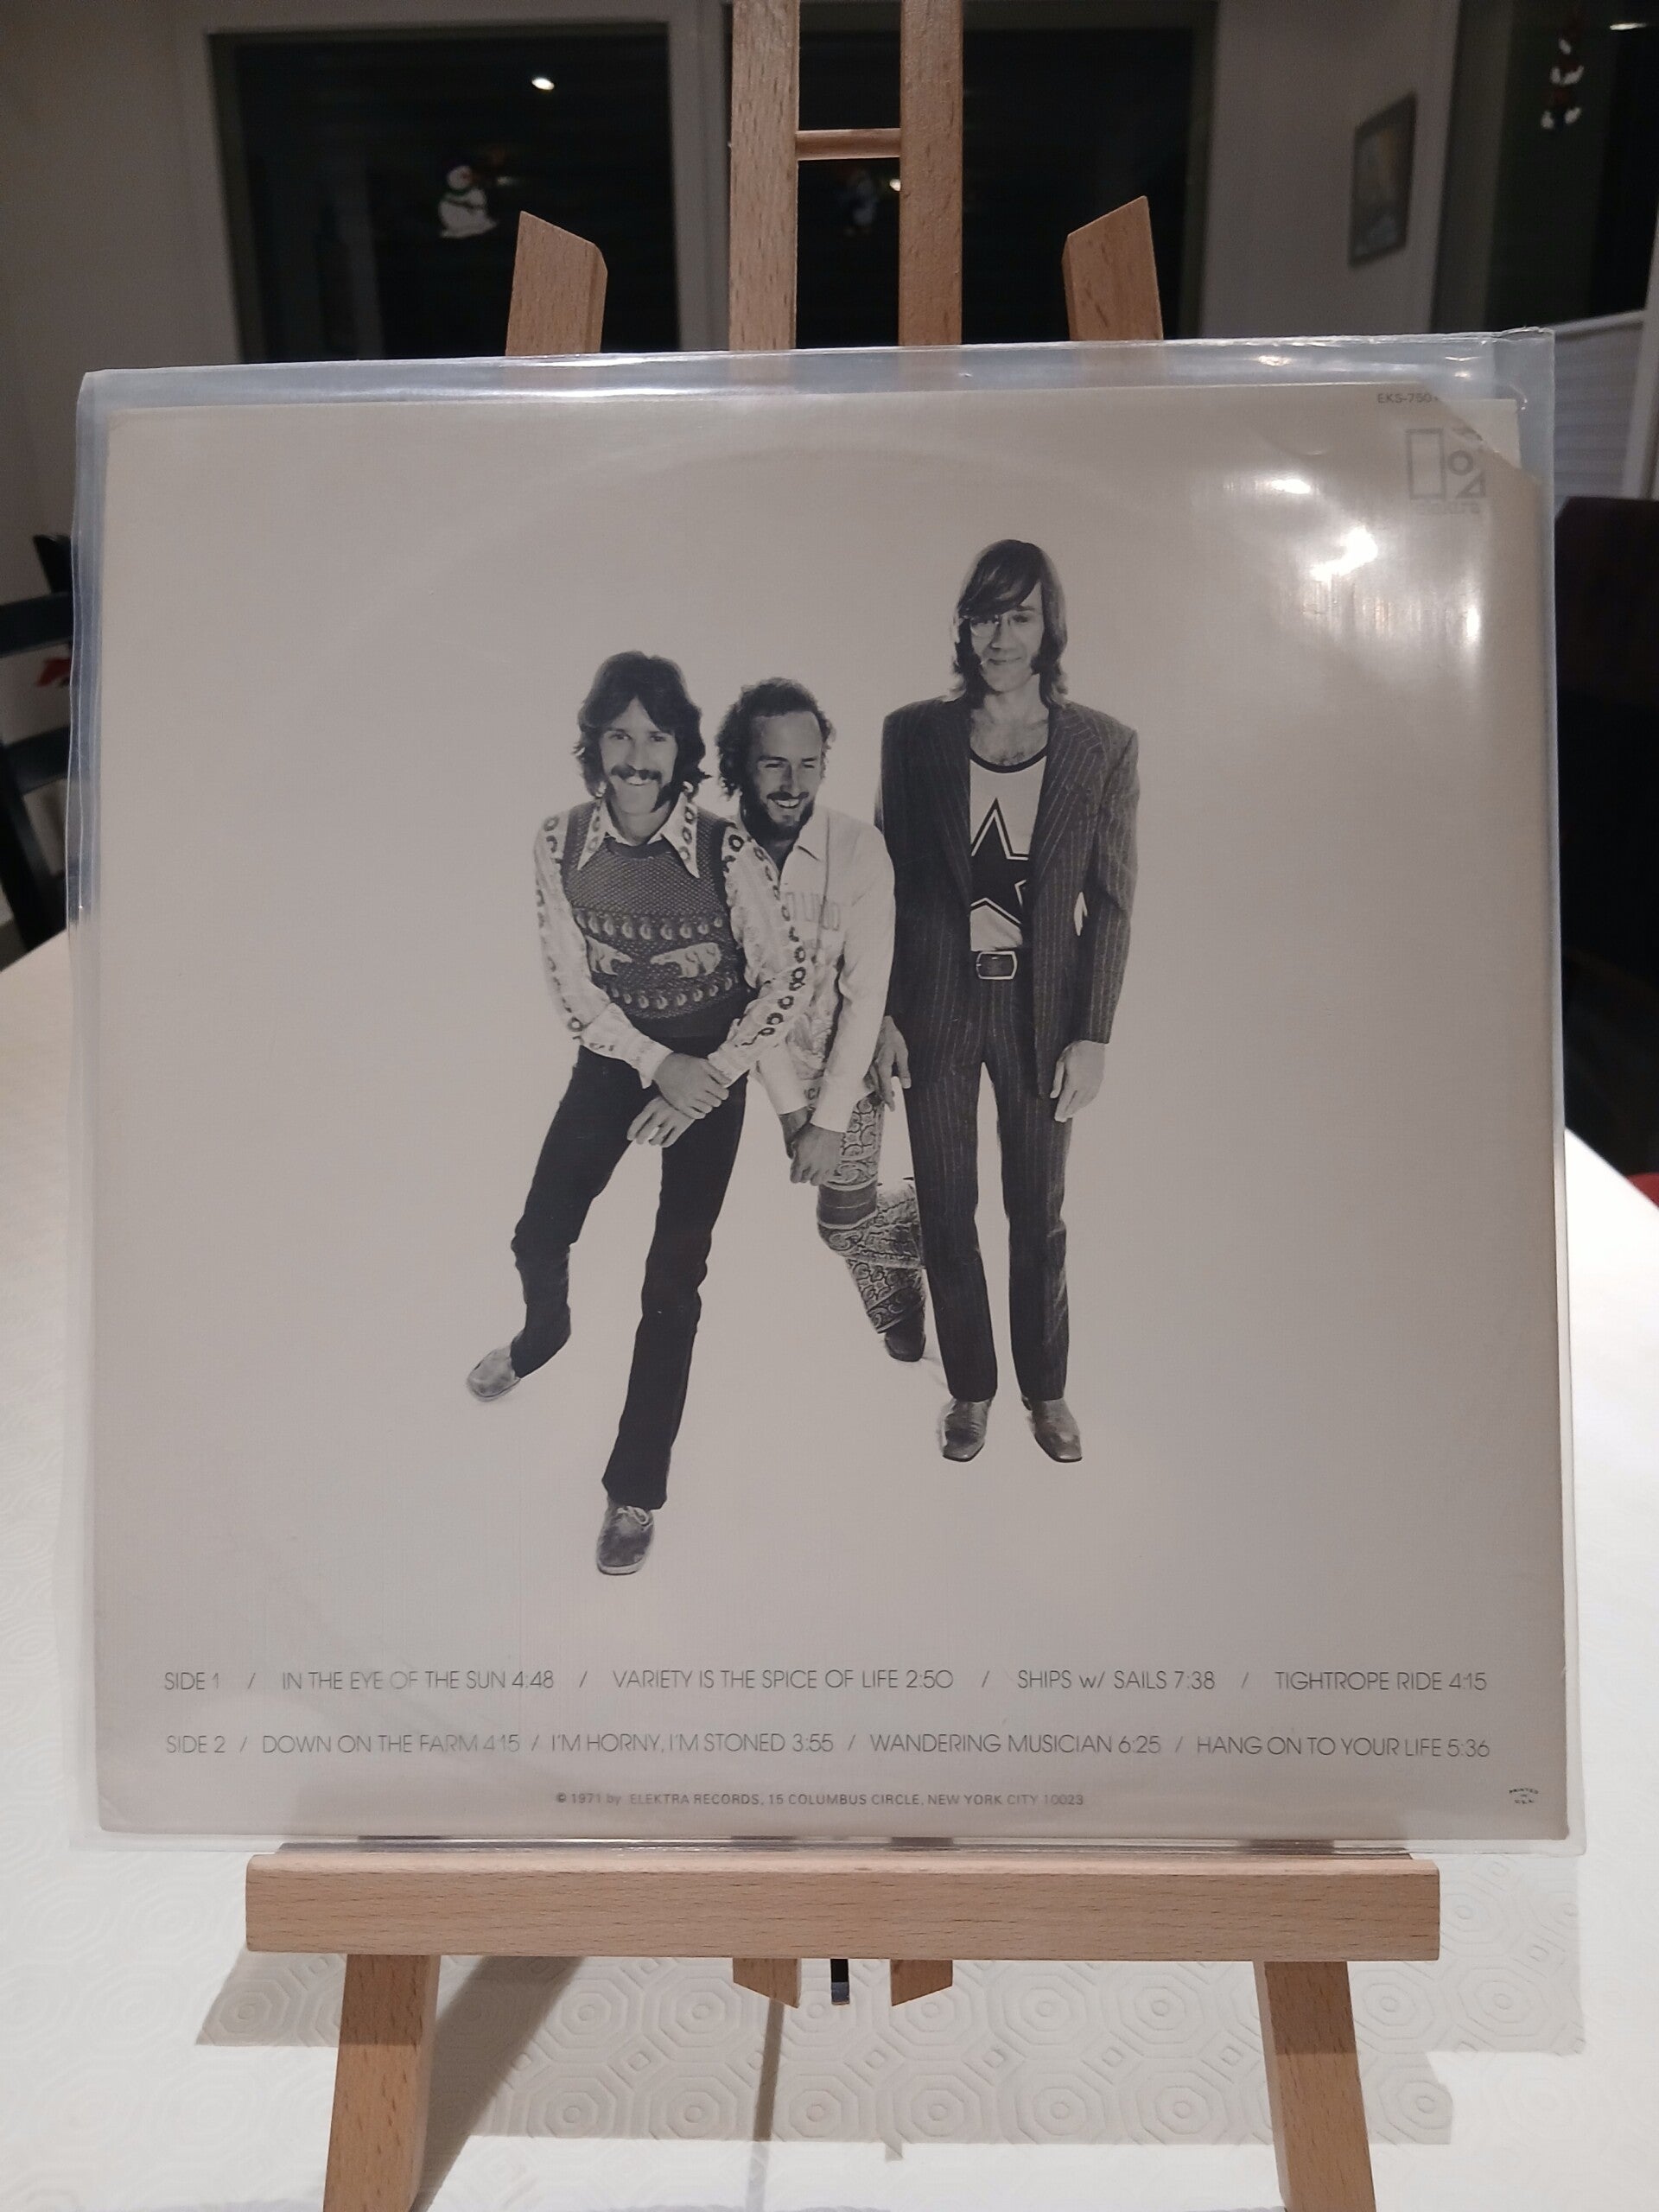 EKS-750
SIDE 1 / IN THE EYE OF THE SUN 4:48 / VARIETY IS THE SPICE OF LIFE 2:50 / SHIPS w/ SAILS 7:38 / TIGHTROPE RIDE 4:15
SIDE 2 / DOWN ON THE FARM 4:15 / I'M HORNY, I'M STONED 3:55 / WANDERING MUSICIAN 6:25 / HANG ON TO YOUR LIFE 5:36
© 1971 by ELEKTRA RECORDS, 15 COLUMBUS CIRCLE, NEW YORK CITY 10023
PRINTED
IN
U.S.A.